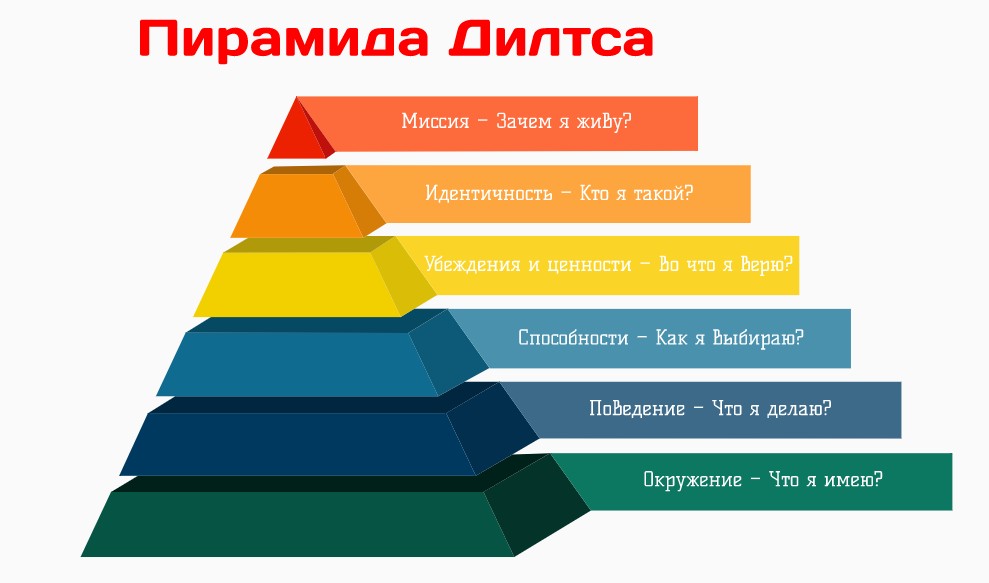 Пирамида Дилтса
Миссия – Зачем я живу?
Идентичность – Кто я такой?
Убеждения и ценности – Во что я верю?
Способности – Как я выбираю?
Поведение – Что я делаю?
Окружение – Что я имею?